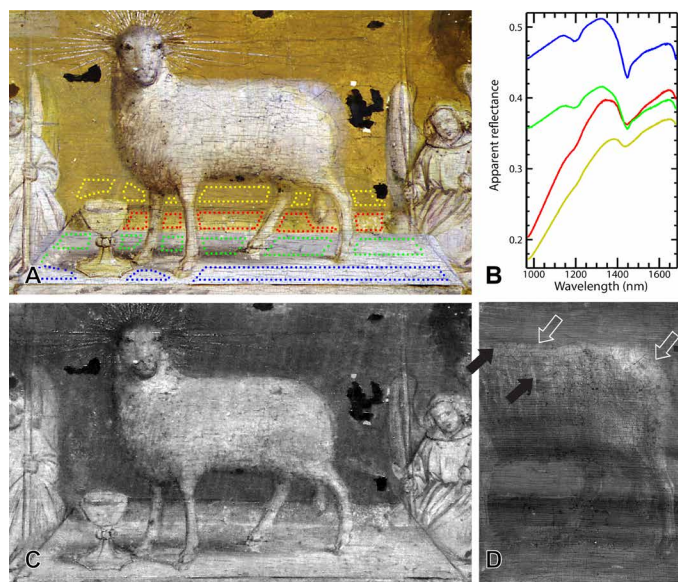 A
B
Apparent reflectance
0.5
0.4
0.3
0.2
1000 1200 1400 1600
Wavelength (nm)
C
D